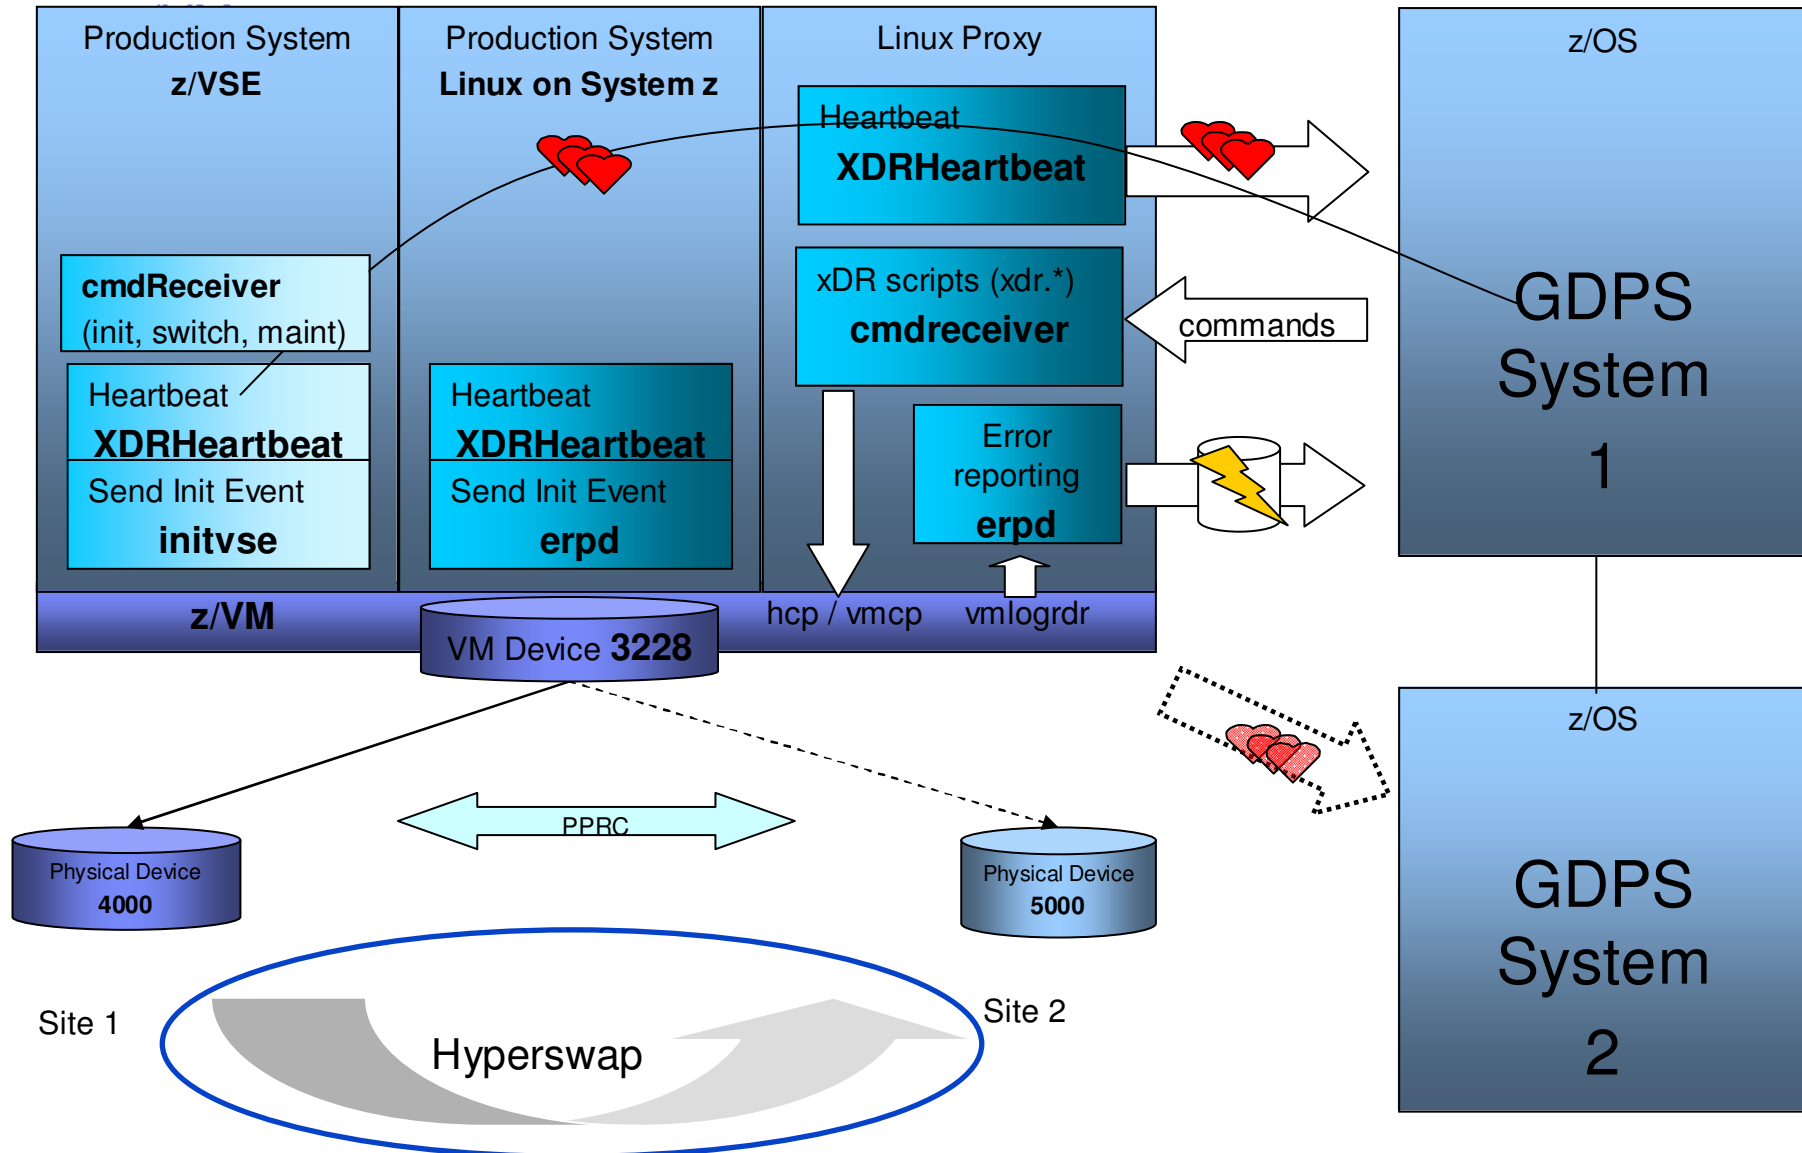 Production System
z/VSE
Production System
Linux on System z
Linux Proxy
z/OS
Heartbeat
XDRHeartbeat
cmdReceiver
(init, switch, maint)
xDR scripts (xdr.*)
cmdreceiver
commands
GDPS
System
1
Heartbeat
XDRHeartbeat
Send Init Event
initvse
Heartbeat
XDRHeartbeat
Send Init Event
erpd
Error
reporting
erpd
z/VM
VM Device 3228
hcp / vmcp
vmlogrdr
z/OS
GDPS
System
2
PPRC
Physical Device
4000
Physical Device
5000
Site 1
Hyperswap
Site 2